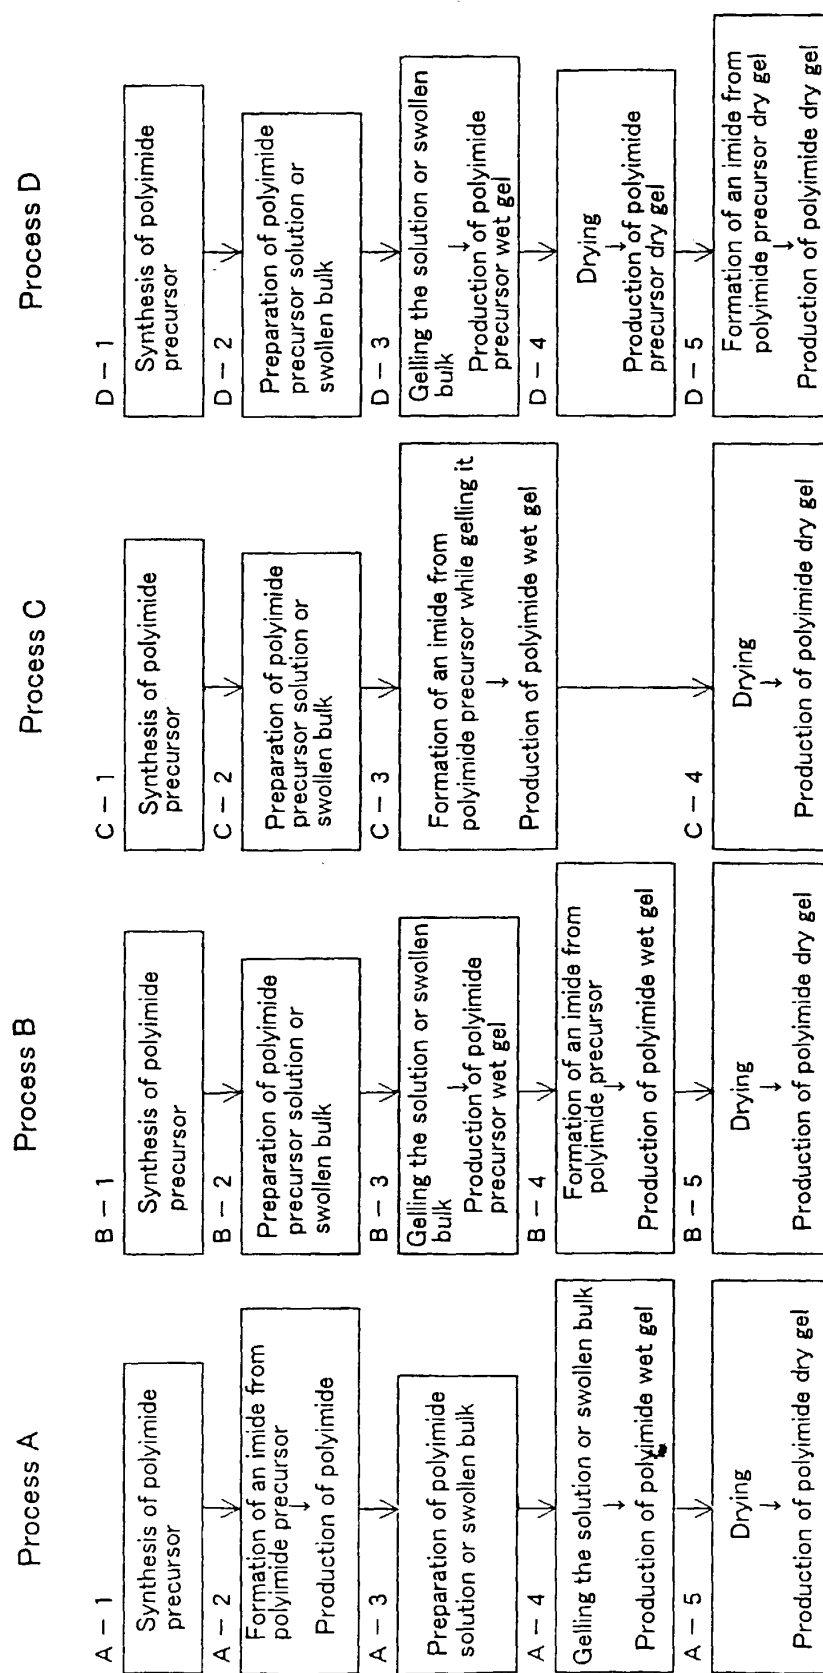 Process A
A-1
Synthesis of polyimide
precursor
A-2
Formation of an imide from
polyimide precursor
↓
Production of polyimide
A-3
Preparation of polyimide
solution or swollen bulk
A-4
Gelling the solution or swollen bulk
↓
Production of polyimide wet gel
A-5
Drying
↓
Production of polyimide dry gel
Process B
B-1
Synthesis of polyimide
precursor
B-2
Preparation of polyimide
precursor solution or
swollen bulk
B-3
Gelling the solution or swollen
bulk
↓
Production of polyimide
precursor wet gel
B-4
Formation of an imide from
polyimide precursor
↓
Production of polyimide wet gel
B-5
Drying
↓
Production of polyimide dry gel
Process C
C-1
Synthesis of polyimide
precursor
C-2
Preparation of polyimide
precursor solution or
swollen bulk
C-3
Formation of an imide from
polyimide precursor while gelling it
↓
Production of polyimide wet gel
C-4
Drying
↓
Production of polyimide dry gel
Process D
D-1
Synthesis of polyimide
precursor
D-2
Preparation of polyimide
precursor solution or
swollen bulk
D-3
Gelling the solution or swollen
bulk
↓
Production of polyimide
precursor wet gel
D-4
Drying
↓
Production of polyimide
precursor dry gel
D-5
Formation of an imide from
polyimide precursor dry gel
↓
Production of polyimide dry gel